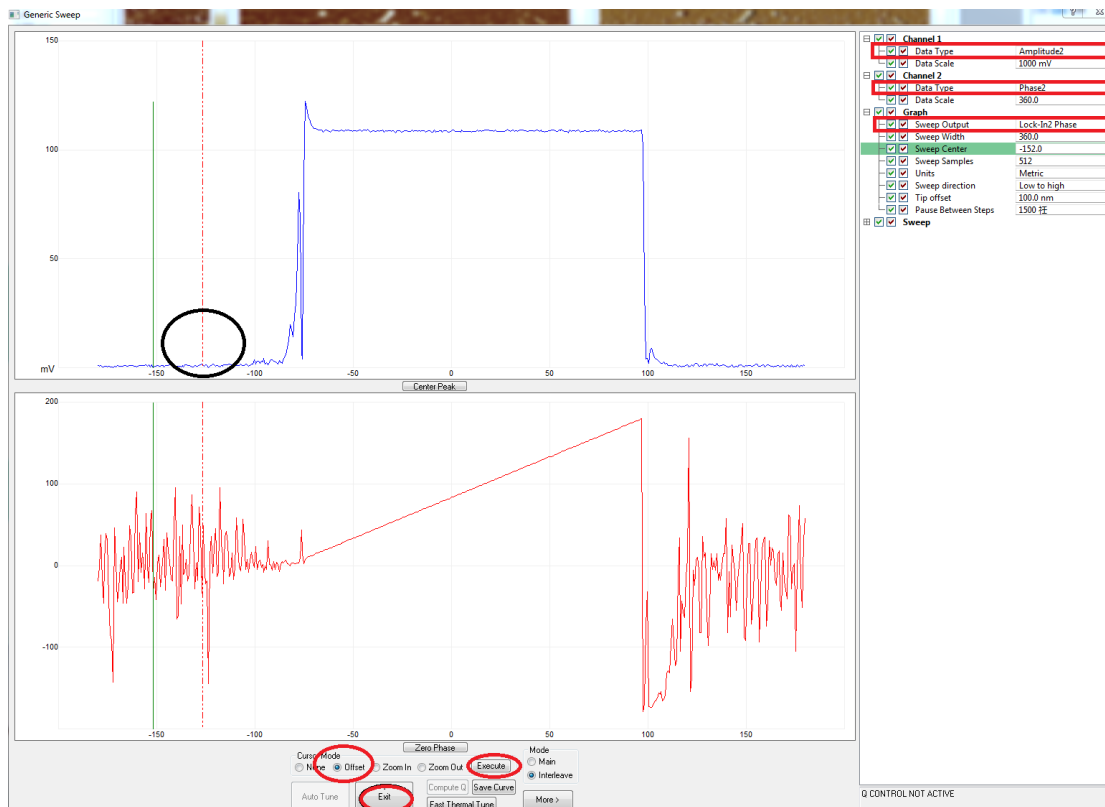 Generic Sweep
150
100
50
mV
-150 -100 -50 0 50 100 150
Center Peak
200
100
0
-100
-150 -100 -50 0 50 100 150
Zero Phase
Cursor Mode
None Offset Zoom In Zoom Out Execute
Mode
Main
Interleave
Auto Tune Exit Compute Q Save Curve
Fast Thermal Tune More >
Channel 1
Data Type Amplitude2
Data Scale 1000 mV
Channel 2
Data Type Phase2
Data Scale 360.0
Graph
Sweep Output Lock-In2 Phase
Sweep Width 360.0
Sweep Center -152.0
Sweep Samples 512
Units Metric
Sweep direction Low to high
Tip offset 100.0 nm
Pause Between Steps 1500 抂
Sweep
Q CONTROL NOT ACTIVE